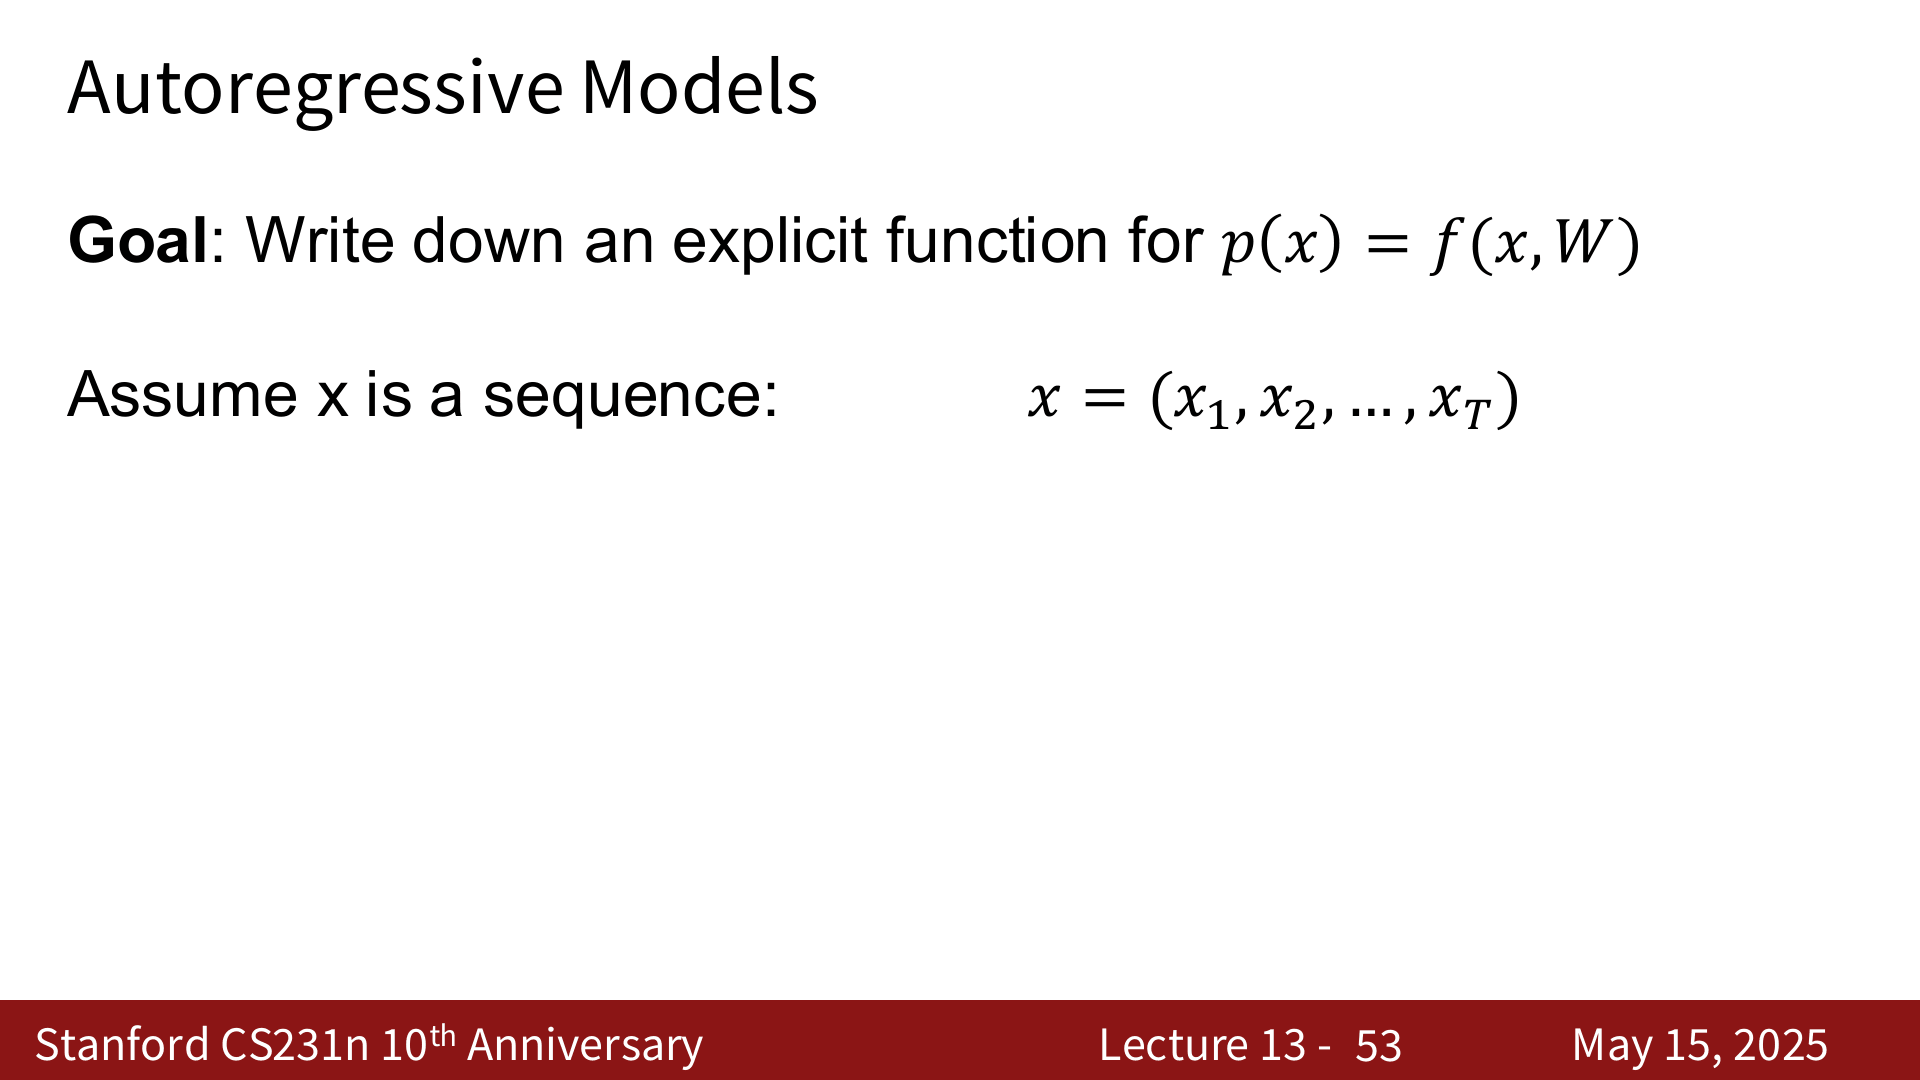 Autoregressive Models
Goal: Write down an explicit function for p(x) = f(x, W)
Assume x is a sequence: x = (x₁, x₂, … , x_T)
Stanford CS231n 10th Anniversary Lecture 13 - 53 May 15, 2025